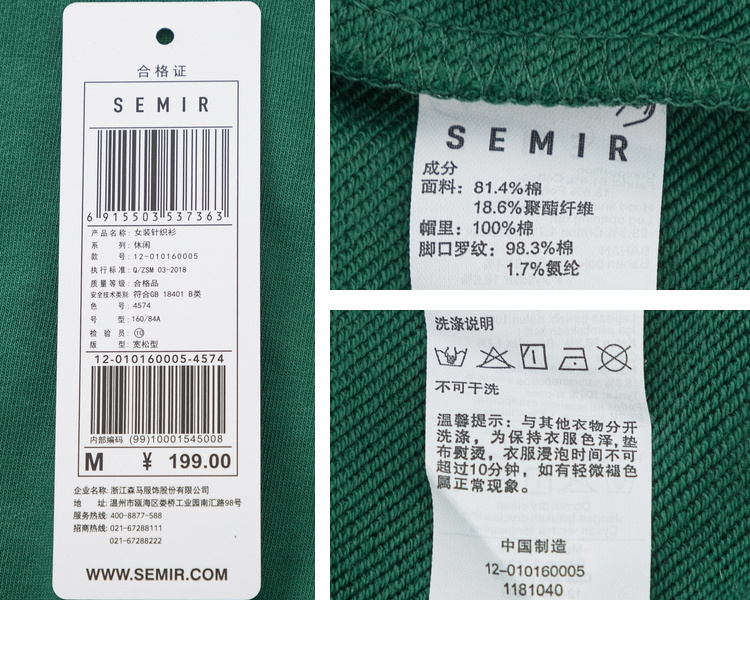 合格证
SEMIR
6 915503 537363
产品名称: 女装针织衫
系 列: 休闲
款 号: 12-010160005
执行标准: Q/ZSM 03-2018
质量等级: 合格品
安全技术类别: 符合GB 18401 B类
色 号: 4574
号 型: 160/84A
检 验 员: ⑩
版 型: 宽松型
12-010160005-4574
内部编码 (99)10001545008
M ¥ 199.00
企业名称: 浙江森马服饰股份有限公司
地 址: 温州市瓯海区娄桥工业园南汇路98号
服务热线: 400-8877-588
招商热线: 021-67288111
021-67288222
WWW.SEMIR.COM
SEMIR
成分
面料: 81.4%棉
18.6%聚酯纤维
帽里: 100%棉
脚口罗纹: 98.3%棉
1.7%氨纶
洗涤说明
不可干洗
温馨提示: 与其他衣物分开
洗涤，为保持衣服色泽,垫
布熨烫，衣服浸泡时间不可
超过10分钟，如有轻微褪色
属正常现象。
中国制造
12-010160005
1181040